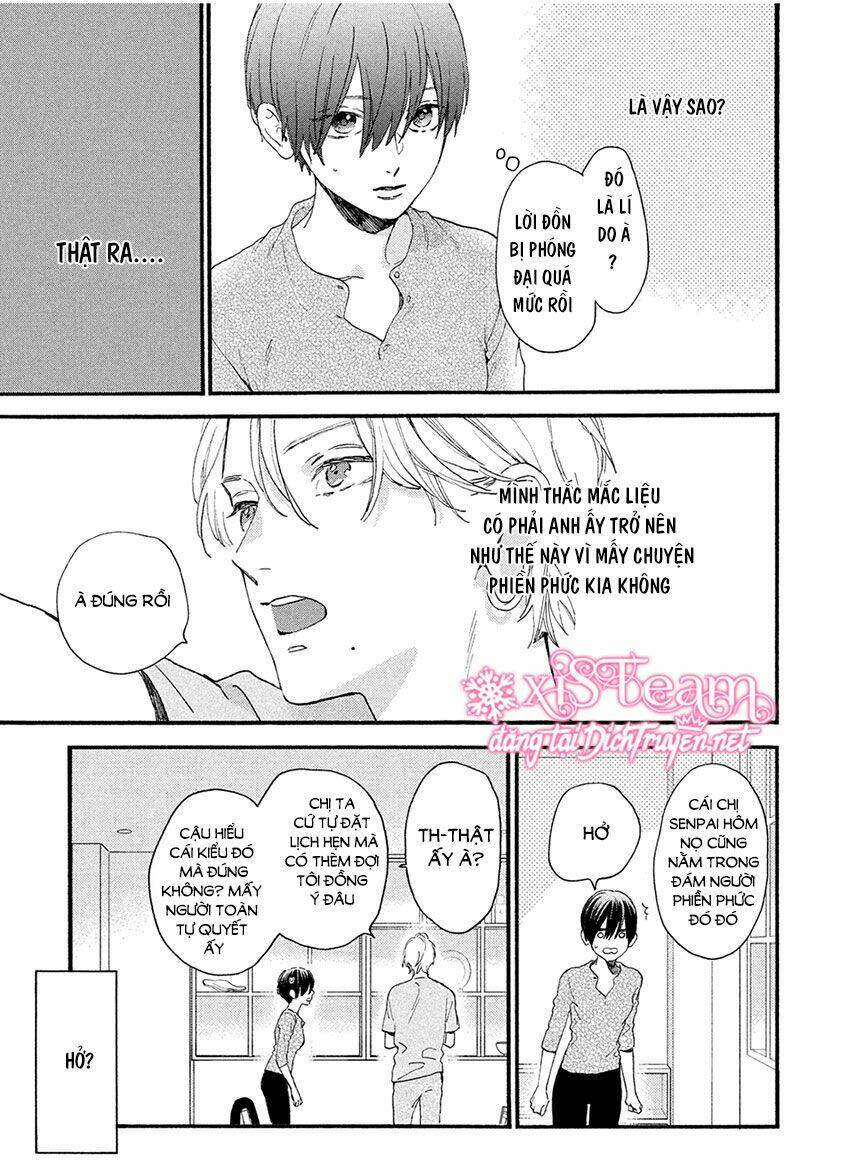 LÀ VẬY SAO?
ĐÓ
LÀ LÍ
DO À
?
LỜI ĐỒN
BỊ PHÓNG
ĐẠI QUÁ
MỨC RỒI
THẬT RA....
MÌNH THẮC MẮC LIỆU
CÓ PHẢI ANH ẤY TRỞ NÊN
NHƯ THẾ NÀY VÌ MẤY CHUYỆN
PHIỀN PHỨC KIA KHÔNG
À ĐÚNG RỒI
xisTeam
đăng tại DichTruyen.net
CÁI CHỊ
SENPAI HÔM
NỌ CŨNG
NẰM TRONG
ĐÁM NGƯỜI
PHIỀN PHỨC
ĐÓ ĐÓ
HỞ
TH-THẬT
ẤY À?
CHỊ TA
CỨ TỰ ĐẶT
LỊCH HẸN MÀ
CÓ THÈM ĐỢI
TÔI ĐỒNG
Ý ĐÂU
CẬU HIỂU
CÁI KIỂU ĐÓ
MÀ ĐÚNG
KHÔNG? MẤY
NGƯỜI TOÀN
TỰ QUYẾT
ẤY
HỞ?